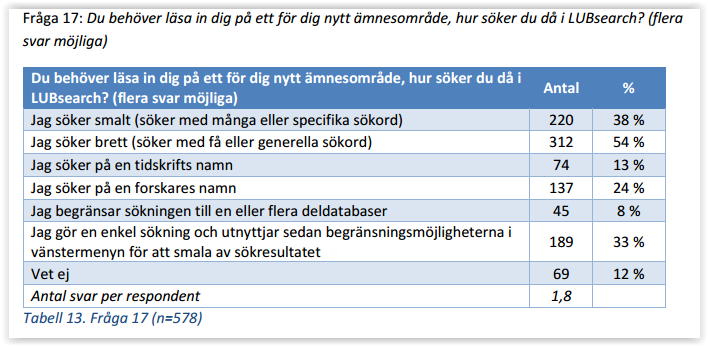 Fråga 17: Du behöver läsa in dig på ett för dig nytt ämnesområde, hur söker du då i LUBsearch? (flera
svar möjliga)
Du behöver läsa in dig på ett för dig nytt ämnesområde, hur söker du då i
LUBsearch? (flera svar möjliga) Antal %
Jag söker smalt (söker med många eller specifika sökord) 220 38 %
Jag söker brett (söker med få eller generella sökord) 312 54 %
Jag söker på en tidskrifts namn 74 13 %
Jag söker på en forskares namn 137 24 %
Jag begränsar sökningen till en eller flera deldatabaser 45 8 %
Jag gör en enkel sökning och utnyttjar sedan begränsningsmöjligheterna i
vänstermenyn för att smala av sökresultatet 189 33 %
Vet ej 69 12 %
Antal svar per respondent 1,8
Tabell 13. Fråga 17 (n=578)